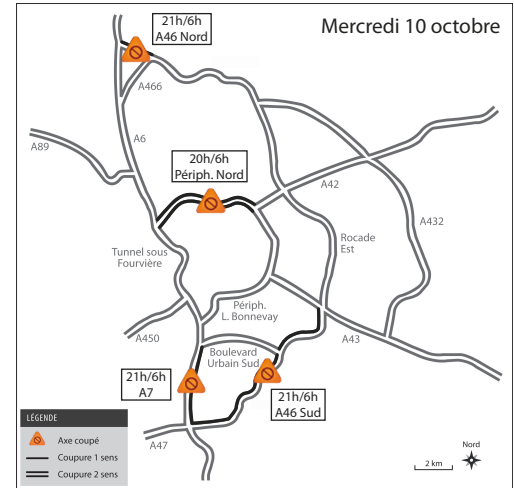 Mercredi 10 octobre
21h/6h
A46 Nord
A466
A6
A89
20h/6h
Périph. Nord
A42
A432
Rocade
Est
Tunnel sous
Fourvière
Périph.
L. Bonnevay
A450
A43
Boulevard
Urbain Sud
21h/6h
A7
21h/6h
A46 Sud
A47
LÉGENDE
Axe coupé
Coupure 1 sens
Coupure 2 sens
Nord
2 km